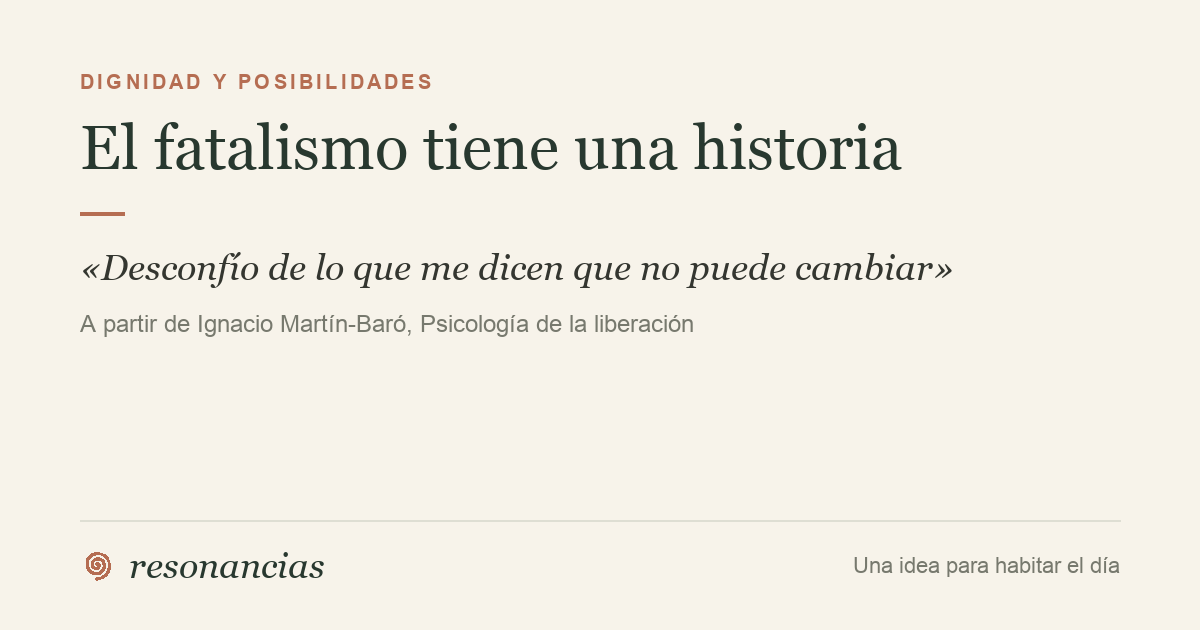 DIGNIDAD Y POSIBILIDADES
El fatalismo tiene una historia
«Desconfío de lo que me dicen que no puede cambiar»
A partir de Ignacio Martín-Baró, Psicología de la liberación
resonancias
Una idea para habitar el día